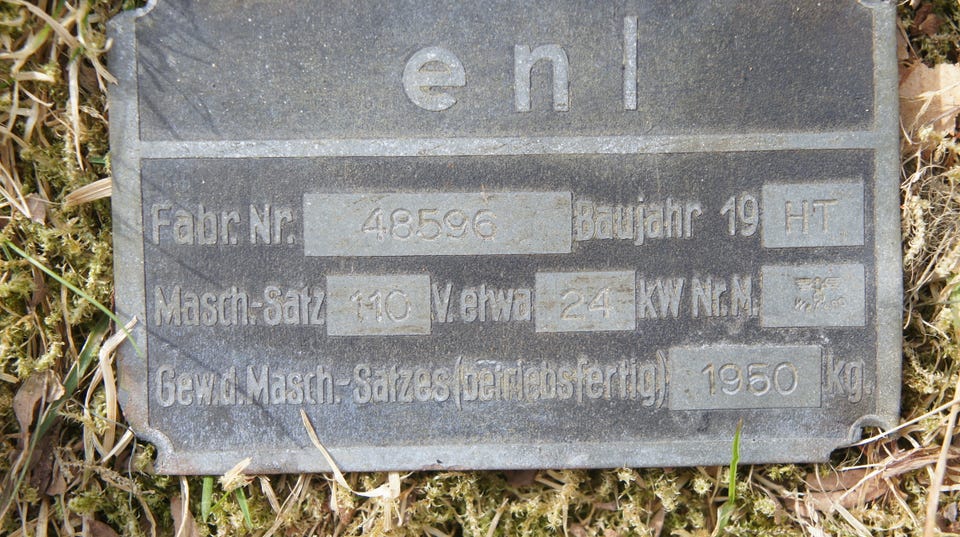 enl
Fabr. Nr. 48596 Baujahr 19 HT
Masch.-Satz 110 V. etwa 24 kW Nr. M.
Gew. d. Masch.-Satzes (betriebsfertig) 1950 kg.